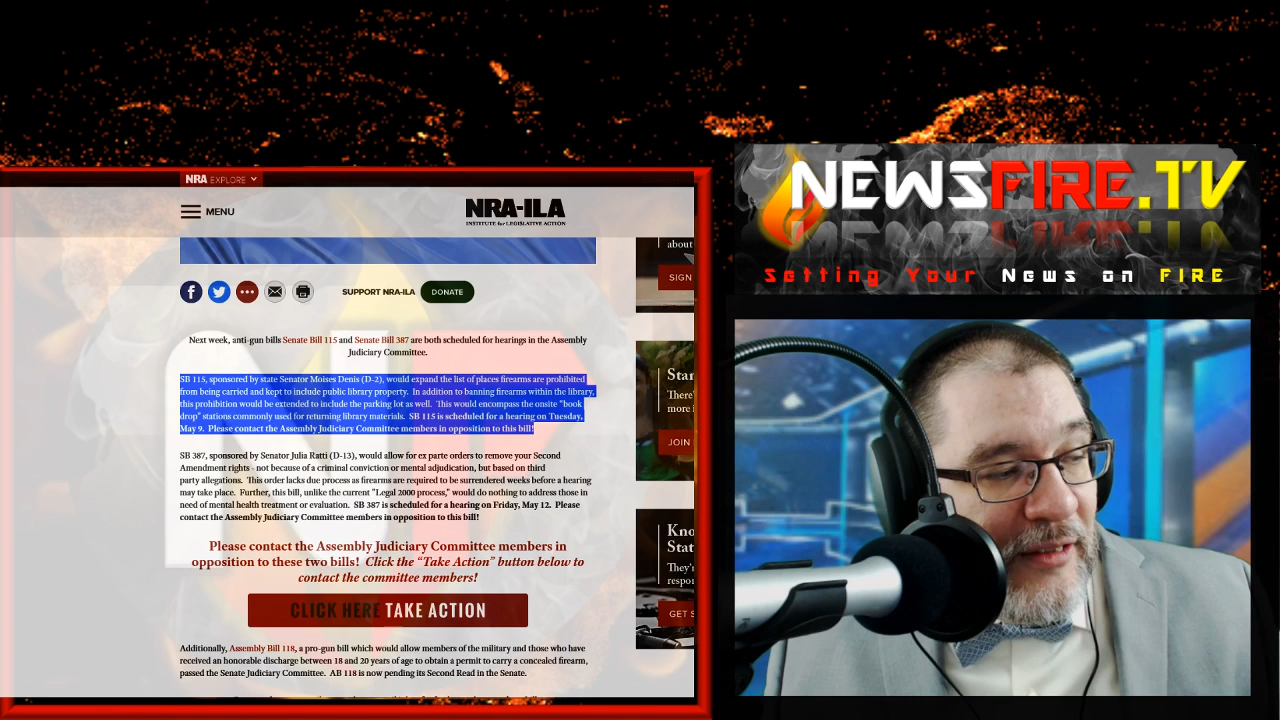 NRA EXPLORE
MENU
NRA-ILA
INSTITUTE for LEGISLATIVE ACTION
SUPPORT NRA-ILA
DONATE
Next week, anti-gun bills Senate Bill 115 and Senate Bill 387 are both scheduled for hearings in the Assembly
Judiciary Committee.
SB 115, sponsored by state Senator Moises Denis (D-2), would expand the list of places firearms are prohibited
from being carried and kept to include public library property. In addition to banning firearms within the library,
this prohibition would be extended to include the parking lot as well. This would encompass the onsite "book
drop" stations commonly used for returning library materials. SB 115 is scheduled for a hearing on Tuesday,
May 9. Please contact the Assembly Judiciary Committee members in opposition to this bill!
SB 387, sponsored by Senator Julia Ratti (D-13), would allow for ex parte orders to remove your Second
Amendment rights - not because of a criminal conviction or mental adjudication, but based on third
party allegations. This order lacks due process as firearms are required to be surrendered weeks before a hearing
may take place. Further, this bill, unlike the current "Legal 2000 process," would do nothing to address those in
need of mental health treatment or evaluation. SB 387 is scheduled for a hearing on Friday, May 12. Please
contact the Assembly Judiciary Committee members in opposition to this bill!
Please contact the Assembly Judiciary Committee members in
opposition to these two bills! Click the "Take Action" button below to
contact the committee members!
CLICK HERE TAKE ACTION
Additionally, Assembly Bill 118, a pro-gun bill which would allow members of the military and those who have
received an honorable discharge between 18 and 20 years of age to obtain a permit to carry a concealed firearm,
passed the Senate Judiciary Committee. AB 118 is now pending its Second Read in the Senate.
about
SIGN
Star
There'
more i
JOIN
Kno
Stat
They'r
respon
GET S
NEWSFIRE.TV
Setting Your News on FIRE